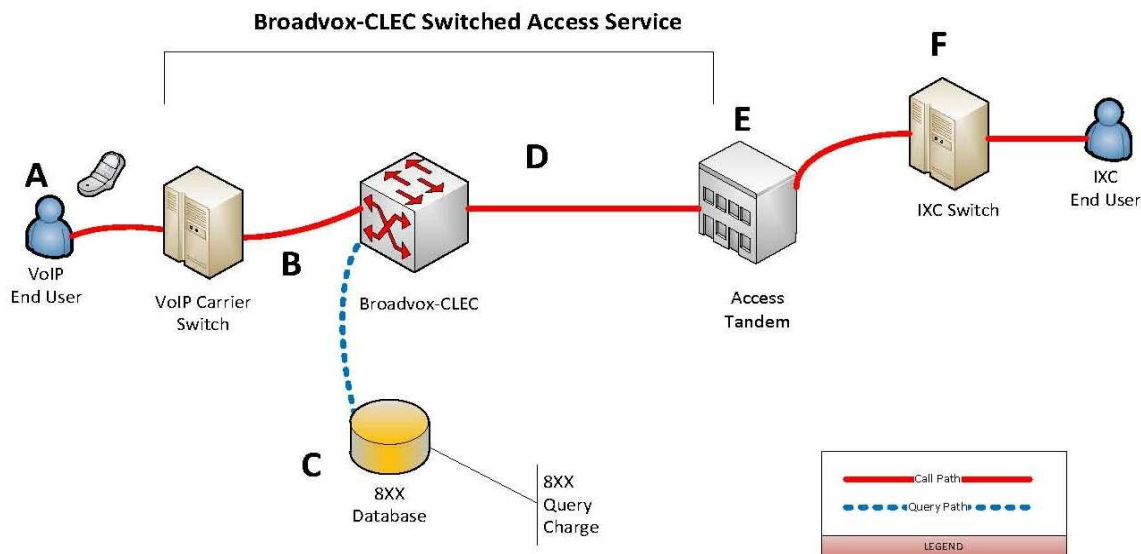 Broadvox-CLEC Switched Access Service
F
E
D
A
B
C
IXC
End User
IXC Switch
VoIP
End User
VoIP Carrier
Switch
Broadvox-CLEC
Access
Tandem
8XX
Database
8XX
Query
Charge
Call Path
Query Path
LEGEND